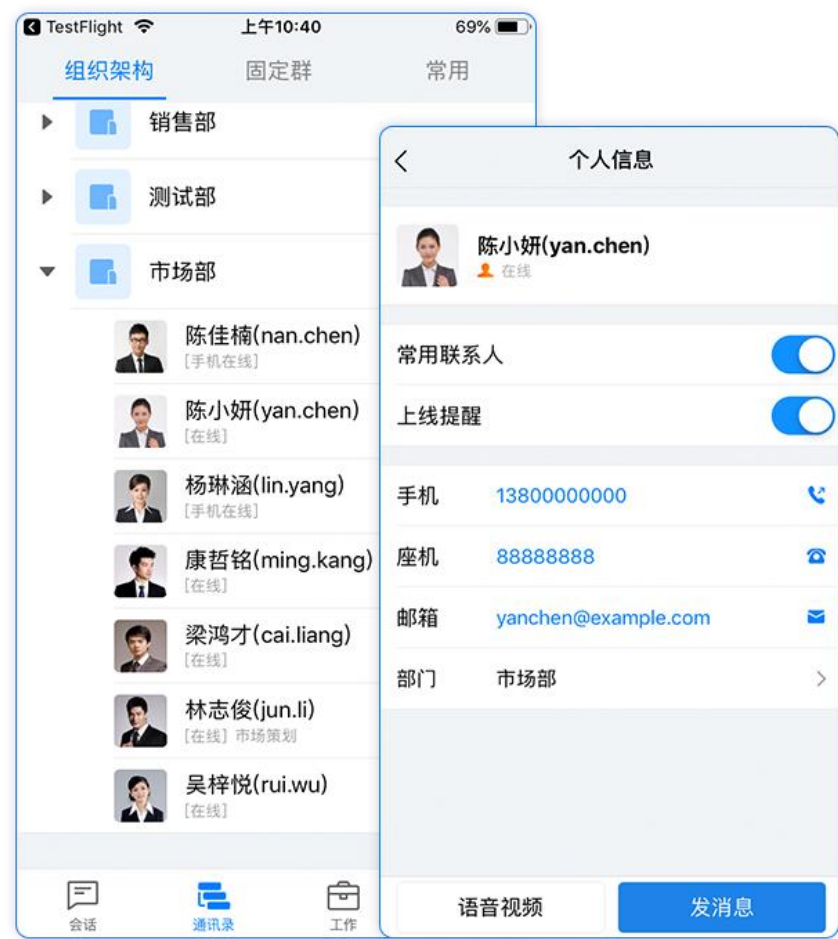 TestFlight 上午10:40 69%
组织架构 固定群 常用
销售部
测试部
市场部
陈佳楠(nan.chen)
[手机在线]
陈小妍(yan.chen)
[在线]
杨琳涵(lin.yang)
[手机在线]
康哲铭(ming.kang)
[在线]
梁鸿才(cai.liang)
[在线]
林志俊(jun.li)
[在线] 市场策划
吴梓悦(rui.wu)
[在线]
会话 通讯录 工作
个人信息
陈小妍(yan.chen)
在线
常用联系人
上线提醒
手机 13800000000
座机 88888888
邮箱 yanchen@example.com
部门 市场部
语音视频 发消息